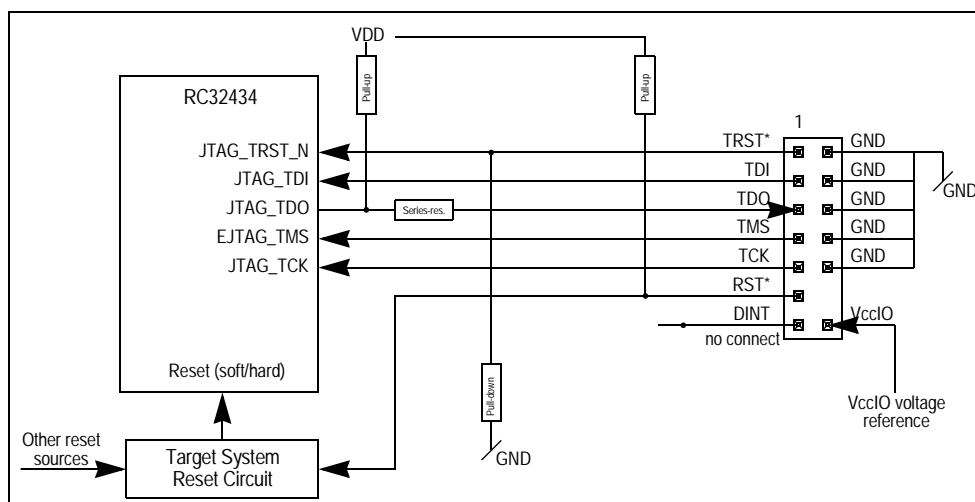 VDD
Pull-up
Pull-up
RC32434
1
JTAG_TRST_N
TRST*
GND
JTAG_TDI
TDI
GND
GND
JTAG_TDO
Series-res.
TDO
GND
EJTAG_TMS
TMS
GND
JTAG_TCK
TCK
GND
RST*
DINT
VccIO
no connect
Reset (soft/hard)
Pull-down
VccIO voltage
reference
GND
Other reset
sources
Target System
Reset Circuit